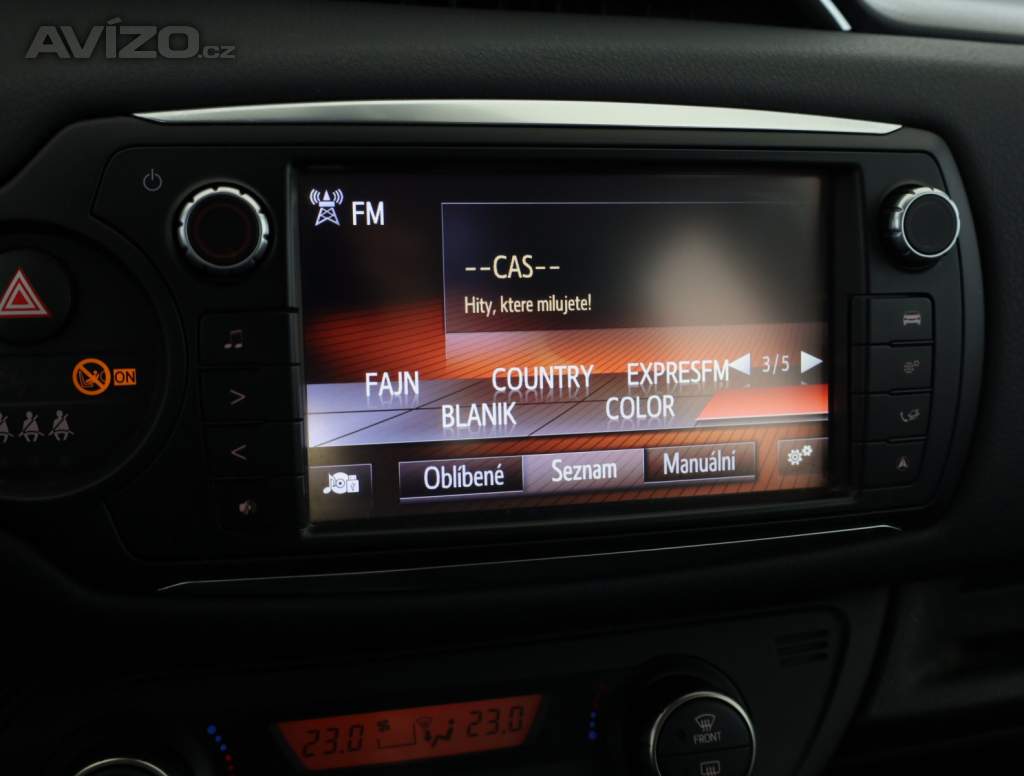 AVÍZO.cz
FM
--CAS--
Hity, ktere milujete!
3/5
FAJN COUNTRY EXPRESFM
BLANIK COLOR
ON
Oblíbené Seznam Manuální
23.0 23.0
FRONT